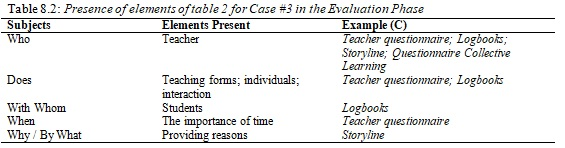 Table 8.2: Presence of elements of table 2 for Case #3 in the Evaluation Phase
Subjects Elements Present Example (C)
Who Teacher Teacher questionnaire; Logbooks;
Storyline; Questionnaire Collective
Learning
Does Teaching forms; individuals; Teacher questionnaire; Logbooks
interaction
With Whom Students Logbooks
When The importance of time Teacher questionnaire
Why / By What Providing reasons Storyline